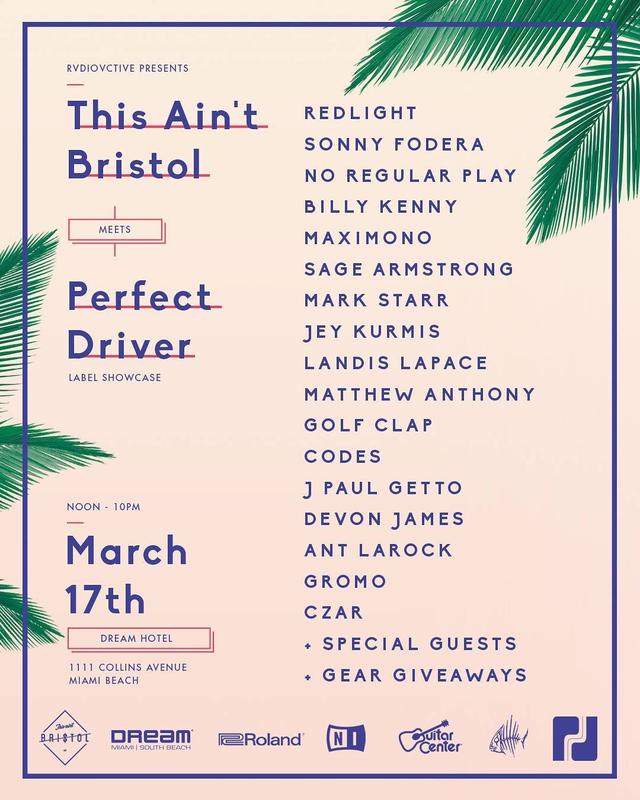 RVDIOVCTIVE PRESENTS
This Ain't
Bristol
MEETS
Perfect
Driver
LABEL SHOWCASE
NOON - 10PM
March
17th
DREAM HOTEL
1111 COLLINS AVENUE
MIAMI BEACH
REDLIGHT
SONNY FODERA
NO REGULAR PLAY
BILLY KENNY
MAXIMONO
SAGE ARMSTRONG
MARK STARR
JEY KURMIS
LANDIS LAPACE
MATTHEW ANTHONY
GOLF CLAP
CODES
J PAUL GETTO
DEVON JAMES
ANT LAROCK
GROMO
CZAR
+ SPECIAL GUESTS
+ GEAR GIVEAWAYS
This ain't
BRISTOL
DREAM
MIAMI | SOUTH BEACH
Roland
NI
Guitar
Center